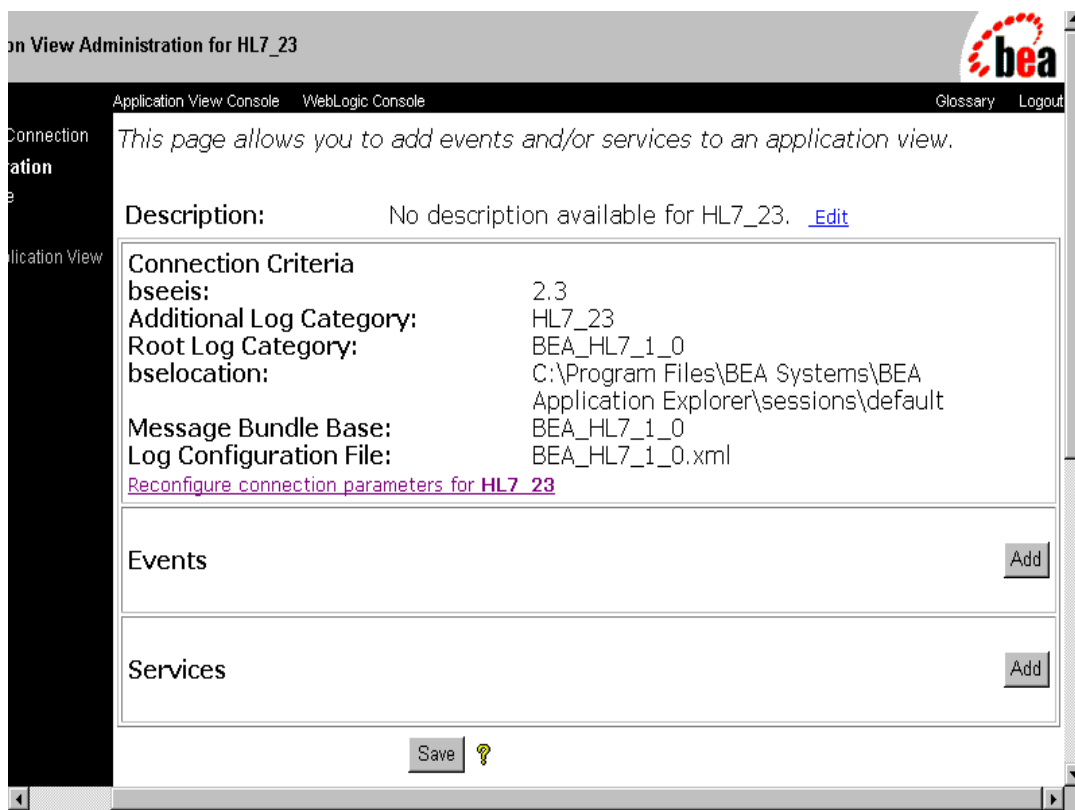 on View Administration for HL7_23
bea
Application View Console WebLogic Console Glossary Logout
Connection
ration
e
plication View
This page allows you to add events and/or services to an application view.
Description: No description available for HL7_23. Edit
Connection Criteria
bseeis: 2.3
Additional Log Category: HL7_23
Root Log Category: BEA_HL7_1_0
bselocation: C:\Program Files\BEA Systems\BEA
Application Explorer\sessions\default
Message Bundle Base: BEA_HL7_1_0
Log Configuration File: BEA_HL7_1_0.xml
Reconfigure connection parameters for HL7_23
Events Add
Services Add
Save ?